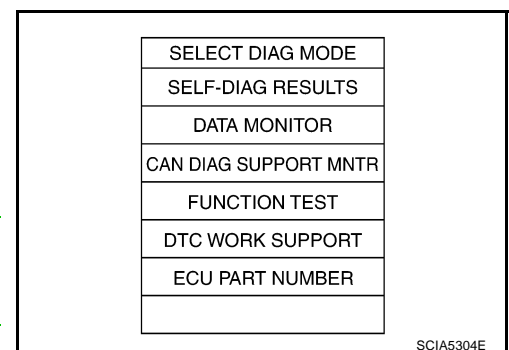 SELECT DIAG MODE
SELF-DIAG RESULTS
DATA MONITOR
CAN DIAG SUPPORT MNTR
FUNCTION TEST
DTC WORK SUPPORT
ECU PART NUMBER
SCIA5304E